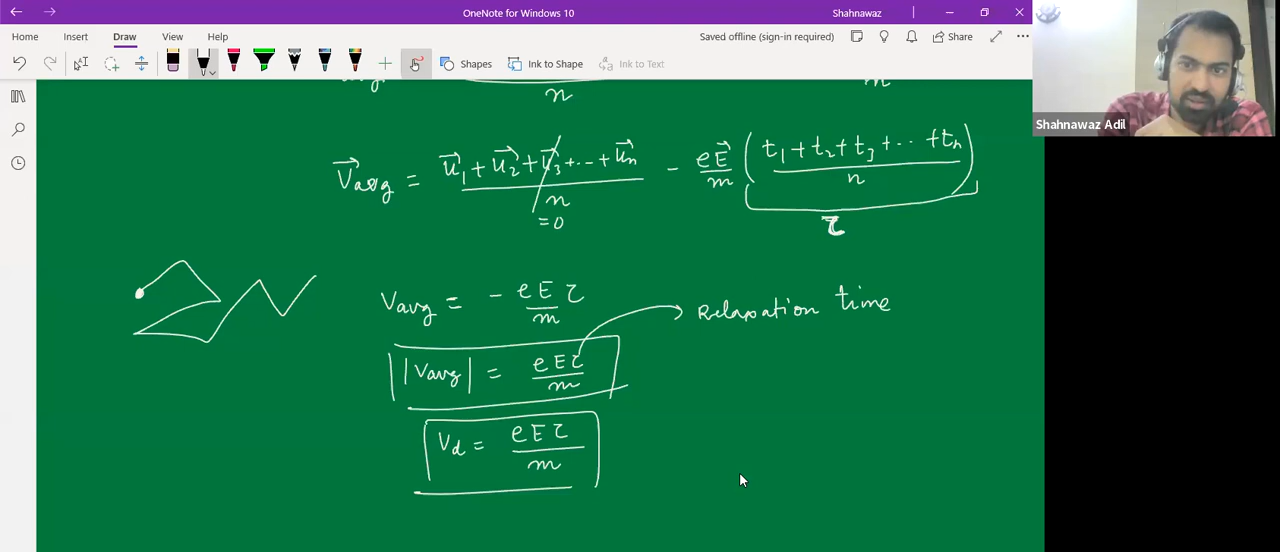 OneNote for Windows 10
Shahnawaz
Home Insert Draw View Help
Saved offline (sign-in required)
Share
Shapes
Ink to Shape
Ink to Text
Shahnawaz Adil
n
m
V⃗avg = (u⃗1 + u⃗2 + u⃗3 + ... + u⃗n)/n - eE⃗/m ((t1 + t2 + t3 + ... + tn)/n)
= 0
τ
Vavg = - eE/m τ
Relaxation time
|Vavg| = eEτ/m
Vd = eEτ/m